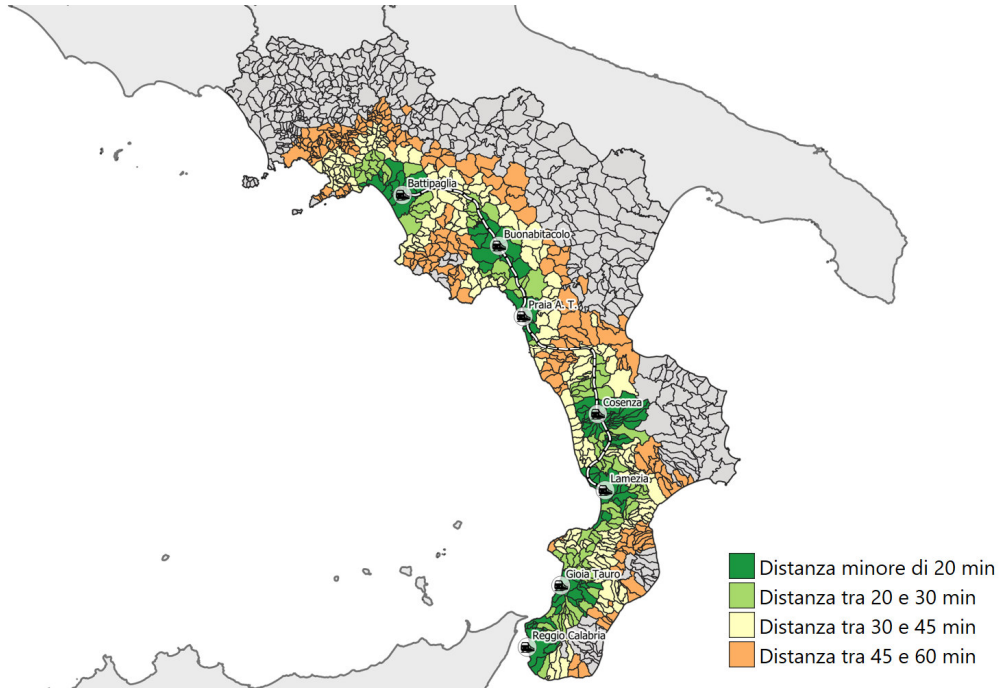 Battipaglia
Buonabitacolo
Praia A. T.
Cosenza
Lamezia
Gioia Tauro
Reggio Calabria
Distanza minore di 20 min
Distanza tra 20 e 30 min
Distanza tra 30 e 45 min
Distanza tra 45 e 60 min